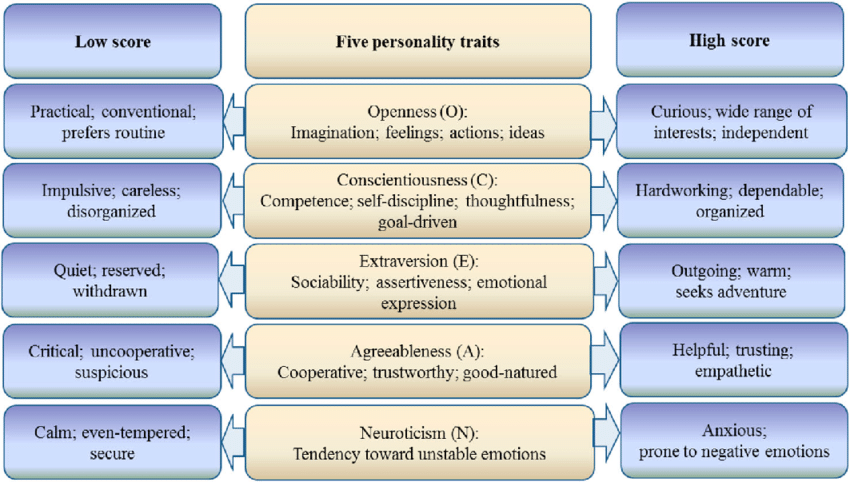 Low score
Five personality traits
High score
Practical; conventional;
prefers routine
Openness (O):
Imagination; feelings; actions; ideas
Curious; wide range of
interests; independent
Impulsive; careless;
disorganized
Conscientiousness (C):
Competence; self-discipline; thoughtfulness;
goal-driven
Hardworking; dependable;
organized
Quiet; reserved;
withdrawn
Extraversion (E):
Sociability; assertiveness; emotional
expression
Outgoing; warm;
seeks adventure
Critical; uncooperative;
suspicious
Agreeableness (A):
Cooperative; trustworthy; good-natured
Helpful; trusting;
empathetic
Calm; even-tempered;
secure
Neuroticism (N):
Tendency toward unstable emotions
Anxious;
prone to negative emotions